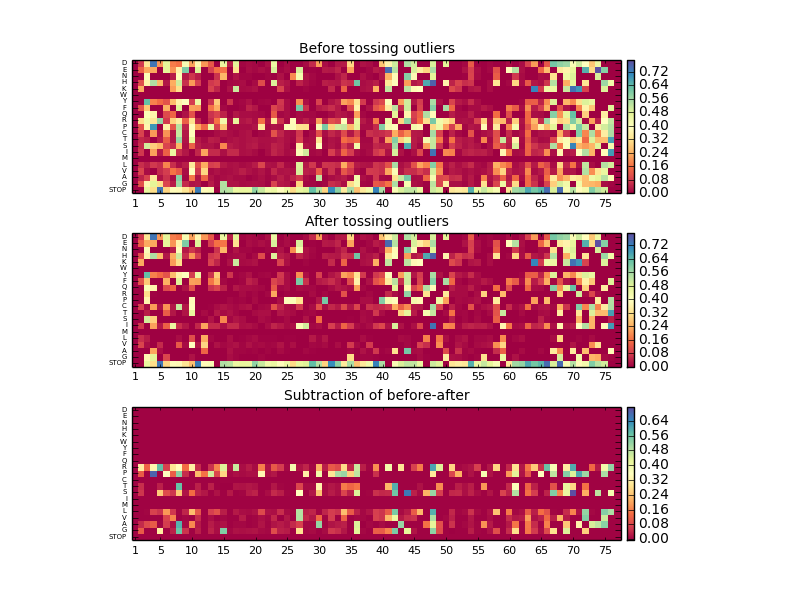 Before tossing outliers
D
E
N
H
K
W
Y
F
Q
R
P
C
T
S
I
M
L
V
A
G
STOP
1 5 10 15 20 25 30 35 40 45 50 55 60 65 70 75
0.72
0.64
0.56
0.48
0.40
0.32
0.24
0.16
0.08
0.00
After tossing outliers
D
E
N
H
K
W
Y
F
Q
R
P
C
T
S
I
M
L
V
A
G
STOP
1 5 10 15 20 25 30 35 40 45 50 55 60 65 70 75
0.72
0.64
0.56
0.48
0.40
0.32
0.24
0.16
0.08
0.00
Subtraction of before-after
D
E
N
H
K
W
Y
F
Q
R
P
C
T
S
I
M
L
V
A
G
STOP
1 5 10 15 20 25 30 35 40 45 50 55 60 65 70 75
0.64
0.56
0.48
0.40
0.32
0.24
0.16
0.08
0.00